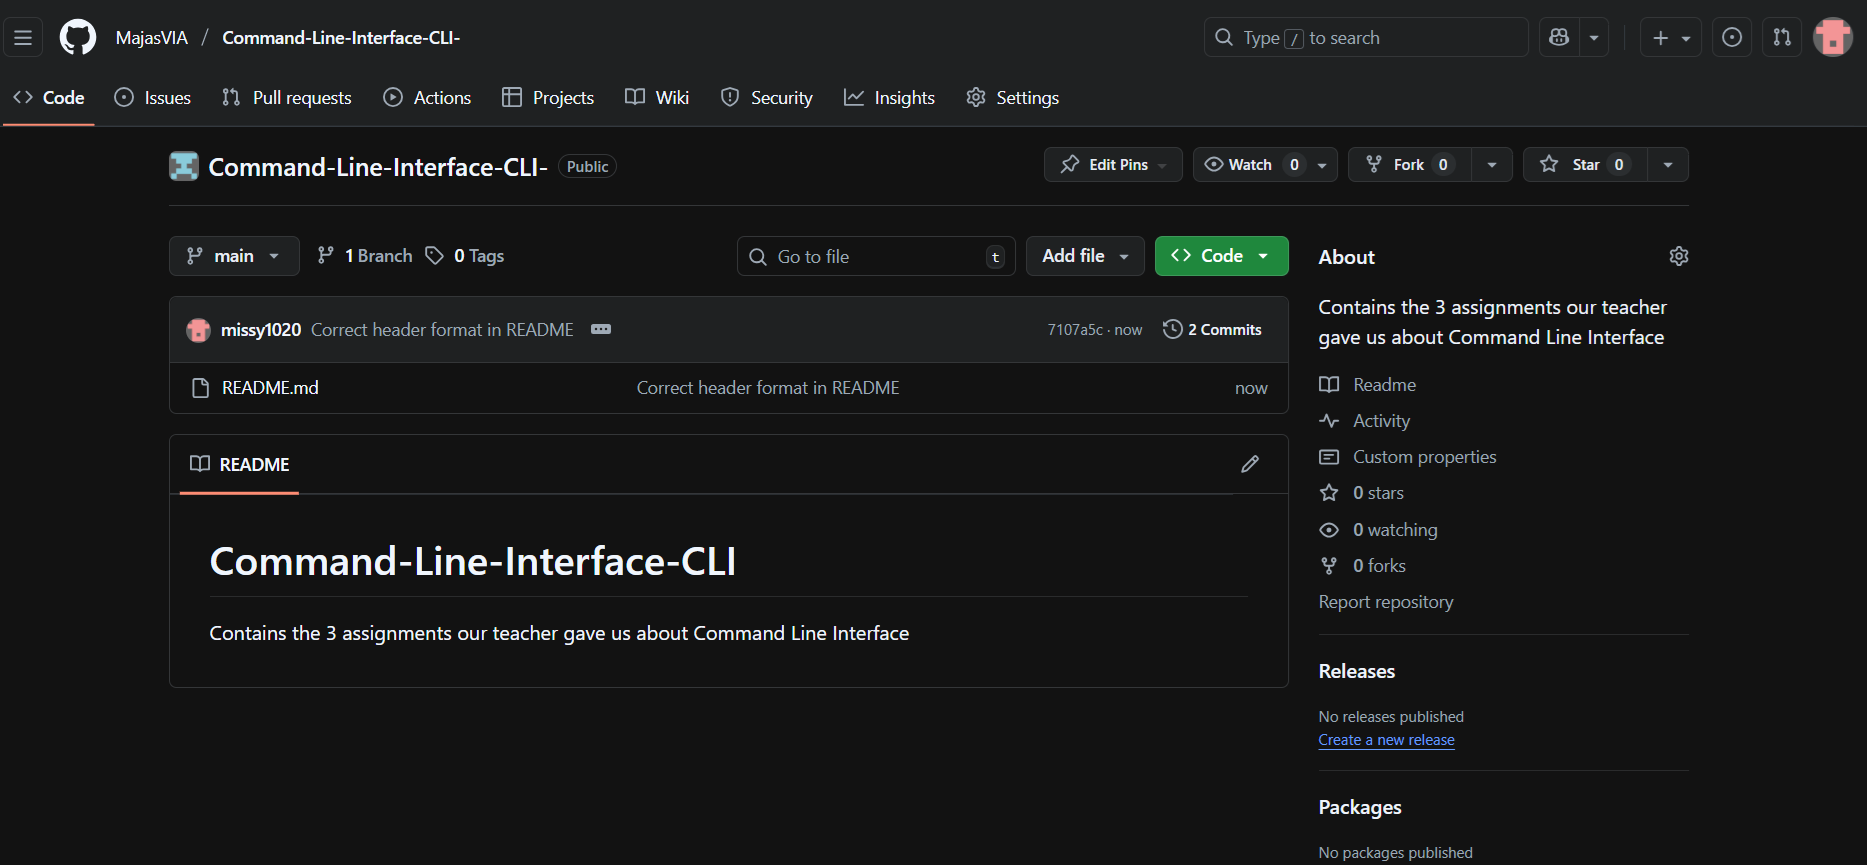 MajasVIA / Command-Line-Interface-CLI-
Type / to search
Code Issues Pull requests Actions Projects Wiki Security Insights Settings
Command-Line-Interface-CLI- Public
Edit Pins Watch 0 Fork 0 Star 0
main 1 Branch 0 Tags
Go to file t Add file Code
missy1020 Correct header format in README 7107a5c · now 2 Commits
README.md Correct header format in README now
README
Command-Line-Interface-CLI
Contains the 3 assignments our teacher gave us about Command Line Interface
About
Contains the 3 assignments our teacher
gave us about Command Line Interface
Readme
Activity
Custom properties
0 stars
0 watching
0 forks
Report repository
Releases
No releases published
Create a new release
Packages
No packages published